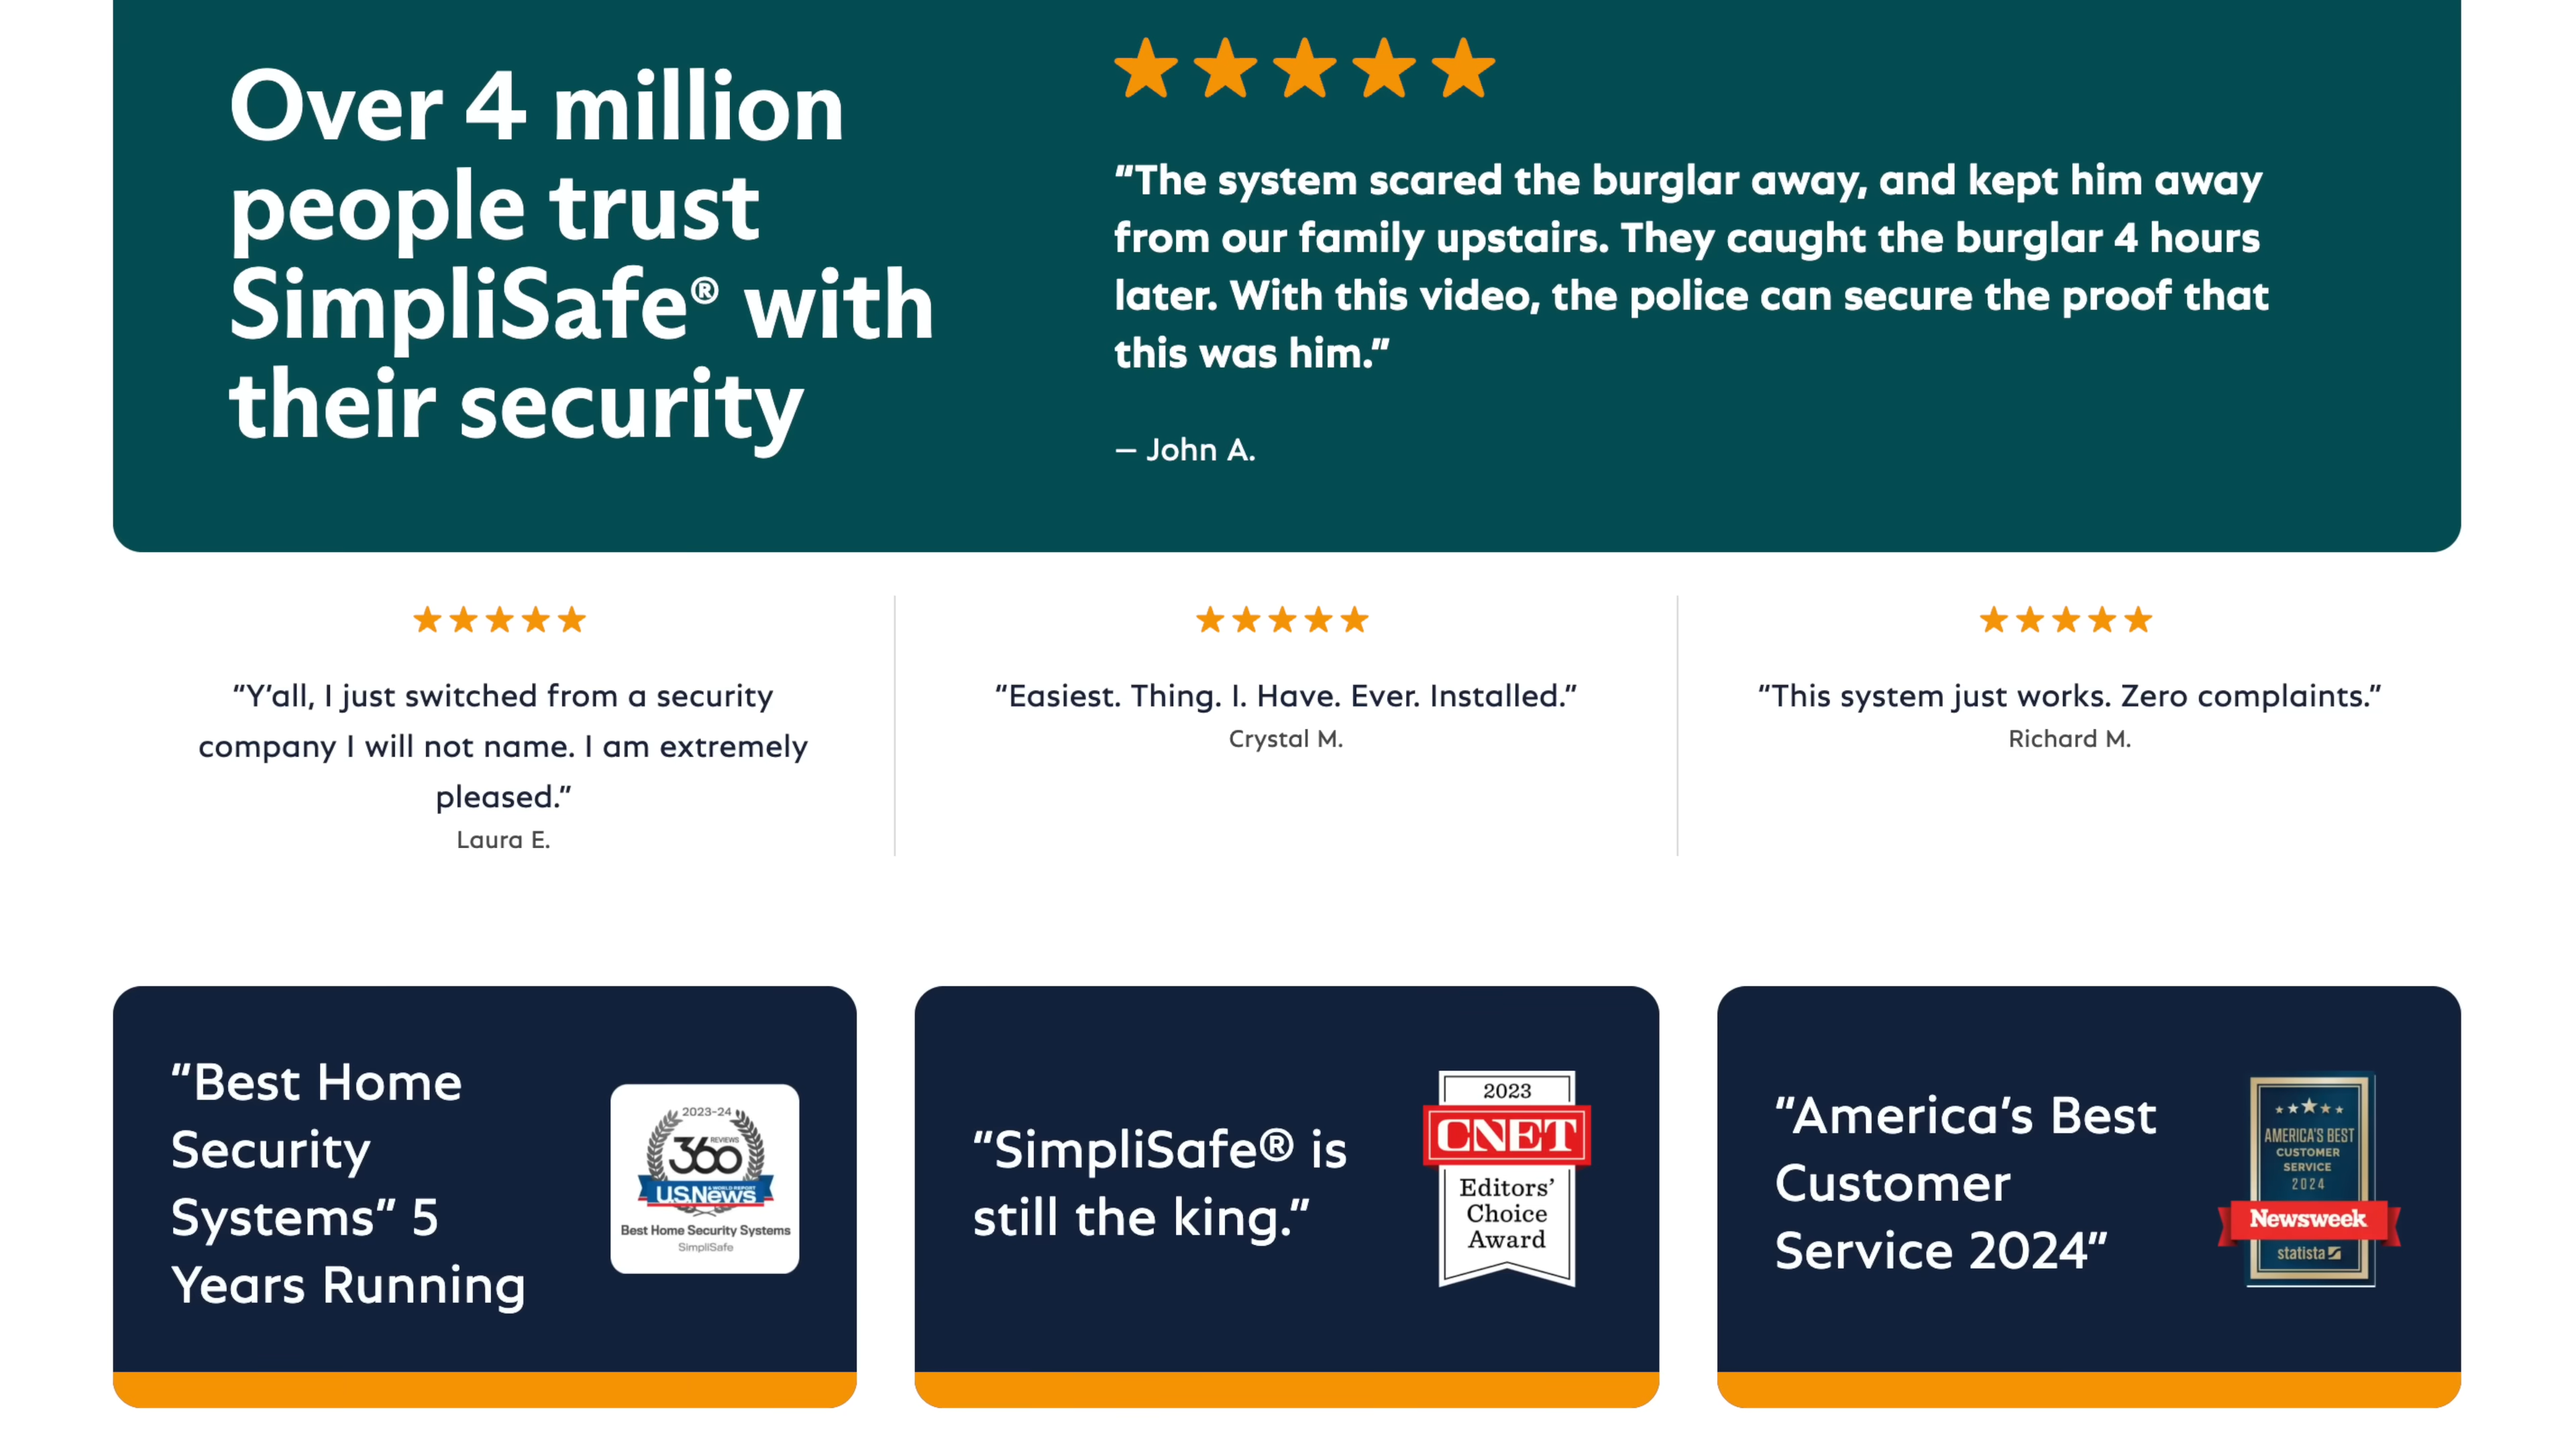 Over 4 million
people trust
SimpliSafe® with
their security
“The system scared the burglar away, and kept him away
from our family upstairs. They caught the burglar 4 hours
later. With this video, the police can secure the proof that
this was him.”
– John A.
“Y’all, I just switched from a security
company I will not name. I am extremely
pleased.”
Laura E.
“Easiest. Thing. I. Have. Ever. Installed.”
Crystal M.
“This system just works. Zero complaints.”
Richard M.
“Best Home
Security
Systems” 5
Years Running
2023-24
360
REVIEWS
U.S.News
& WORLD REPORT
Best Home Security Systems
SimpliSafe
“SimpliSafe® is
still the king.”
2023
CNET
Editors’
Choice
Award
“America’s Best
Customer
Service 2024”
AMERICA’S BEST
CUSTOMER
SERVICE
2024
Newsweek
statista